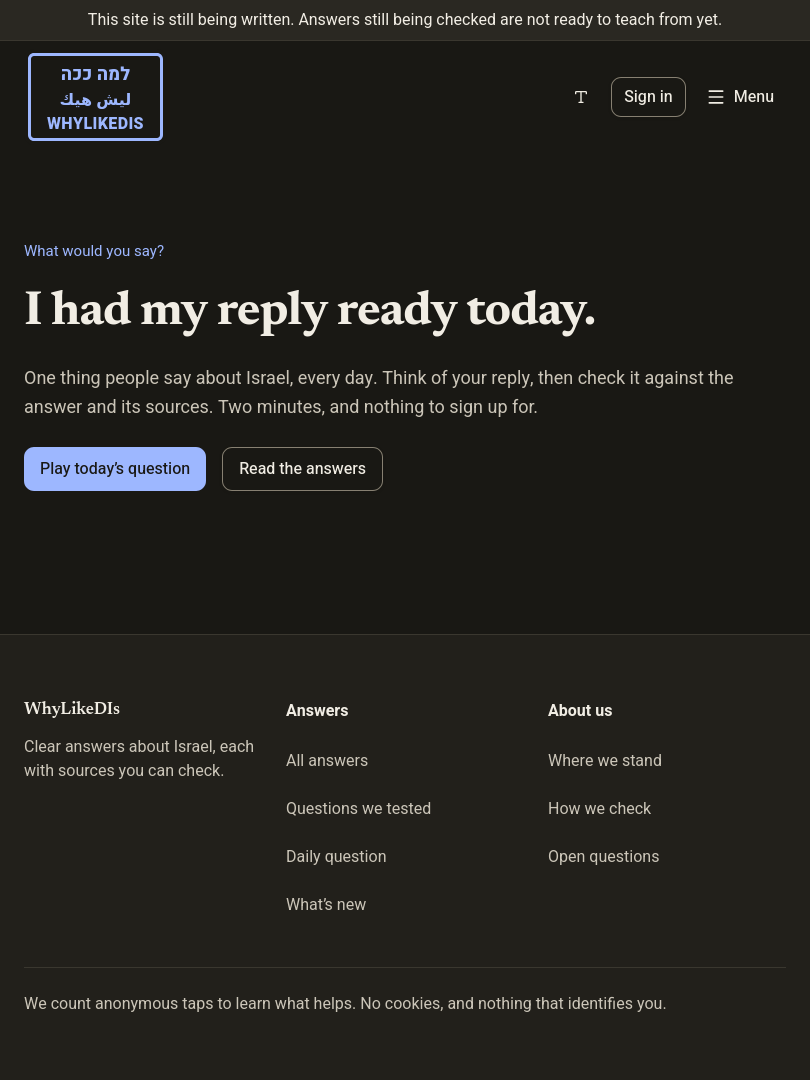 This site is still being written. Answers still being checked are not ready to teach from yet.
למה ככה
ليش هيك
WHYLIKEDIS
T
Sign in
Menu
What would you say?
I had my reply ready today.
One thing people say about Israel, every day. Think of your reply, then check it against the
answer and its sources. Two minutes, and nothing to sign up for.
Play today’s question
Read the answers
WhyLikeDIs
Clear answers about Israel, each
with sources you can check.
Answers
All answers
Questions we tested
Daily question
What’s new
About us
Where we stand
How we check
Open questions
We count anonymous taps to learn what helps. No cookies, and nothing that identifies you.